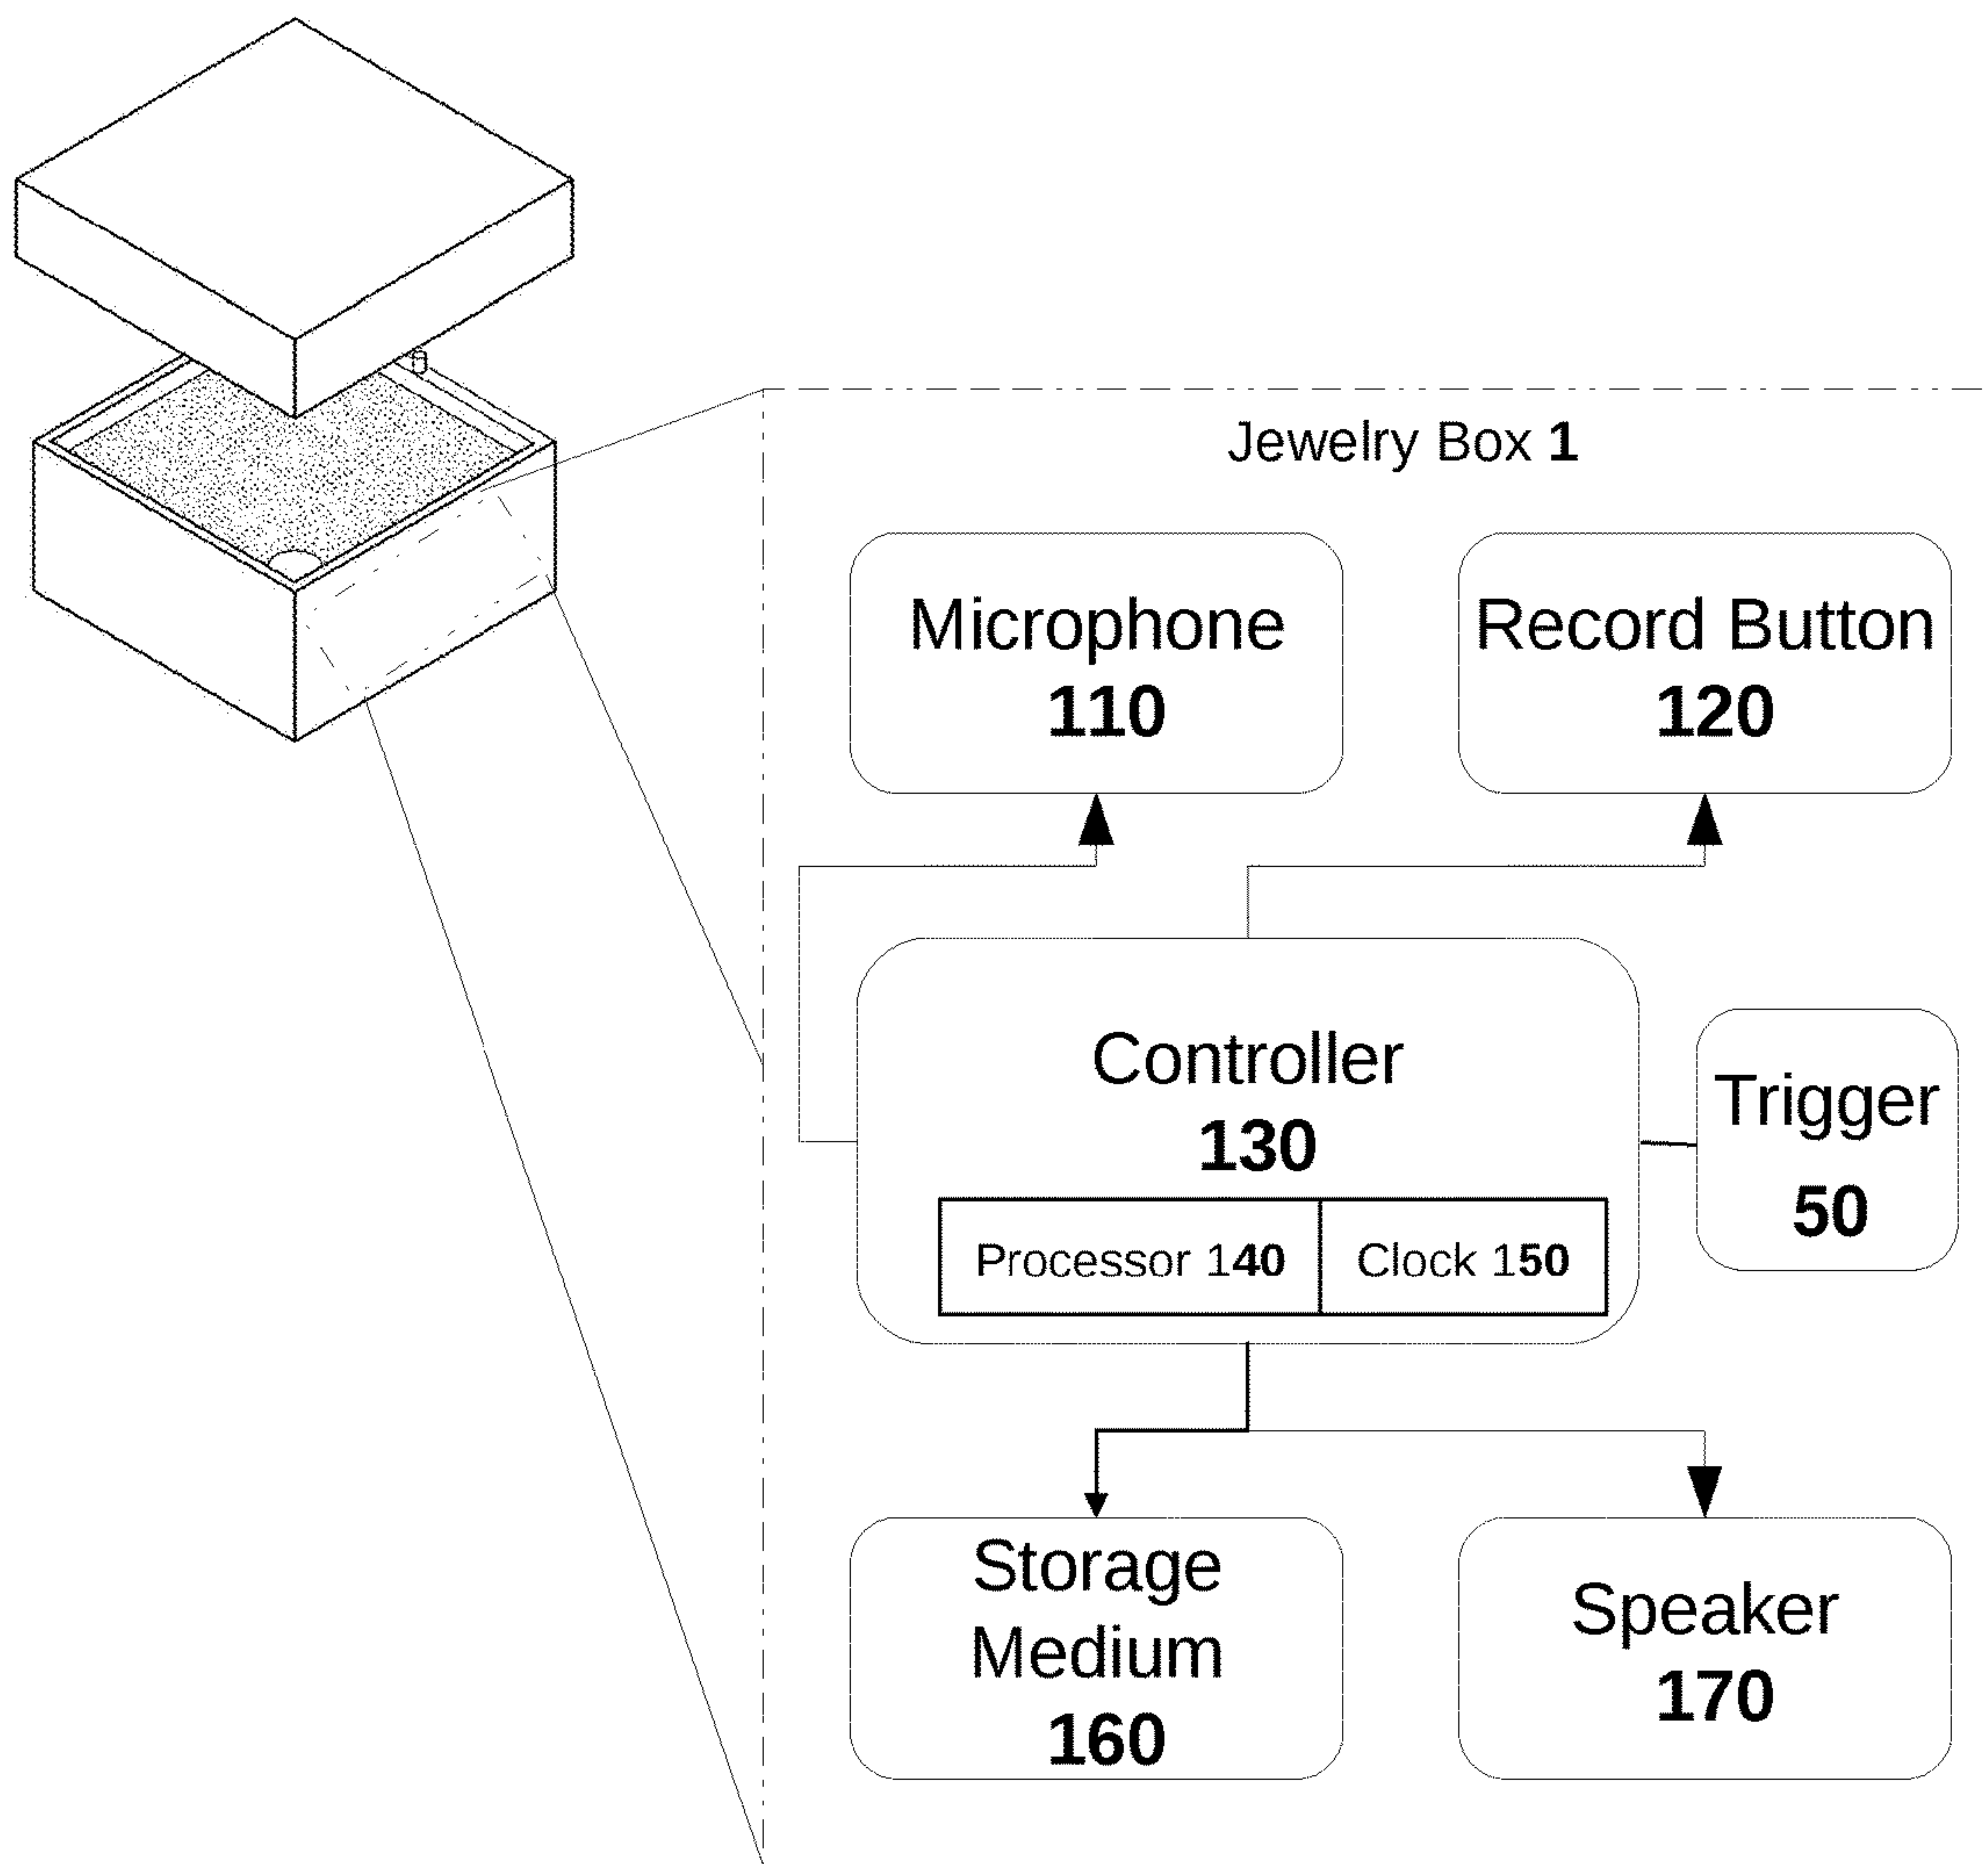 Jewelry Box 1
Microphone
110
Record Button
120
Controller
130
Processor 140
Clock 150
Trigger
50
Storage
Medium
160
Speaker
170